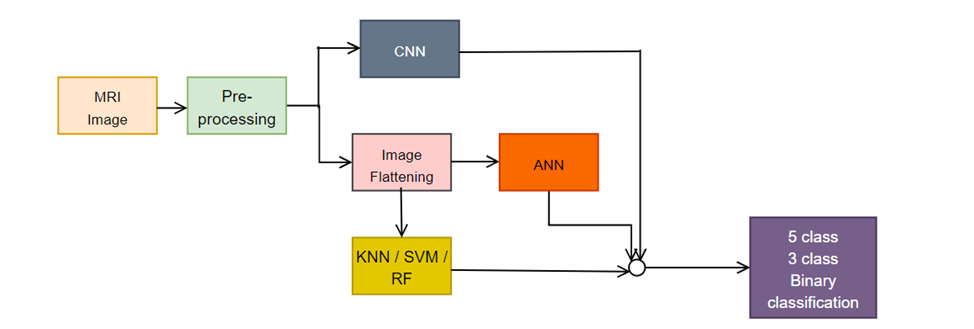 CNN
MRI
Image
Pre-
processing
Image
Flattening
ANN
KNN / SVM /
RF
5 class
3 class
Binary
classification